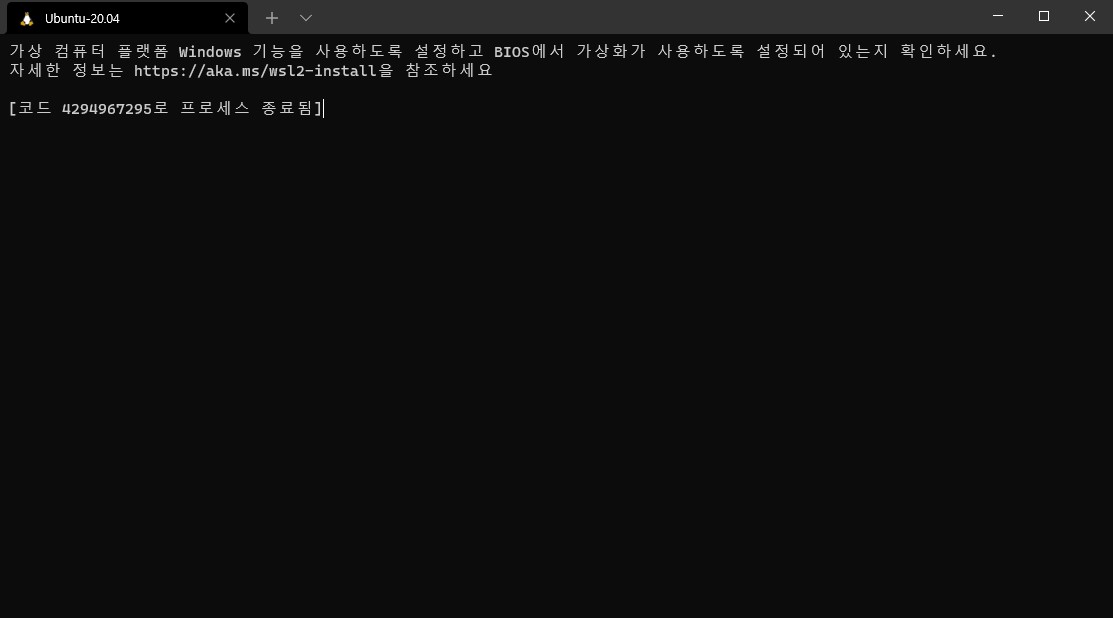 Ubuntu-20.04
가상 컴퓨터 플랫폼 Windows 기능을 사용하도록 설정하고 BIOS에서 가상화가 사용하도록 설정되어 있는지 확인하세요.
자세한 정보는 https://aka.ms/wsl2-install을 참조하세요
[코드 4294967295로 프로세스 종료됨]